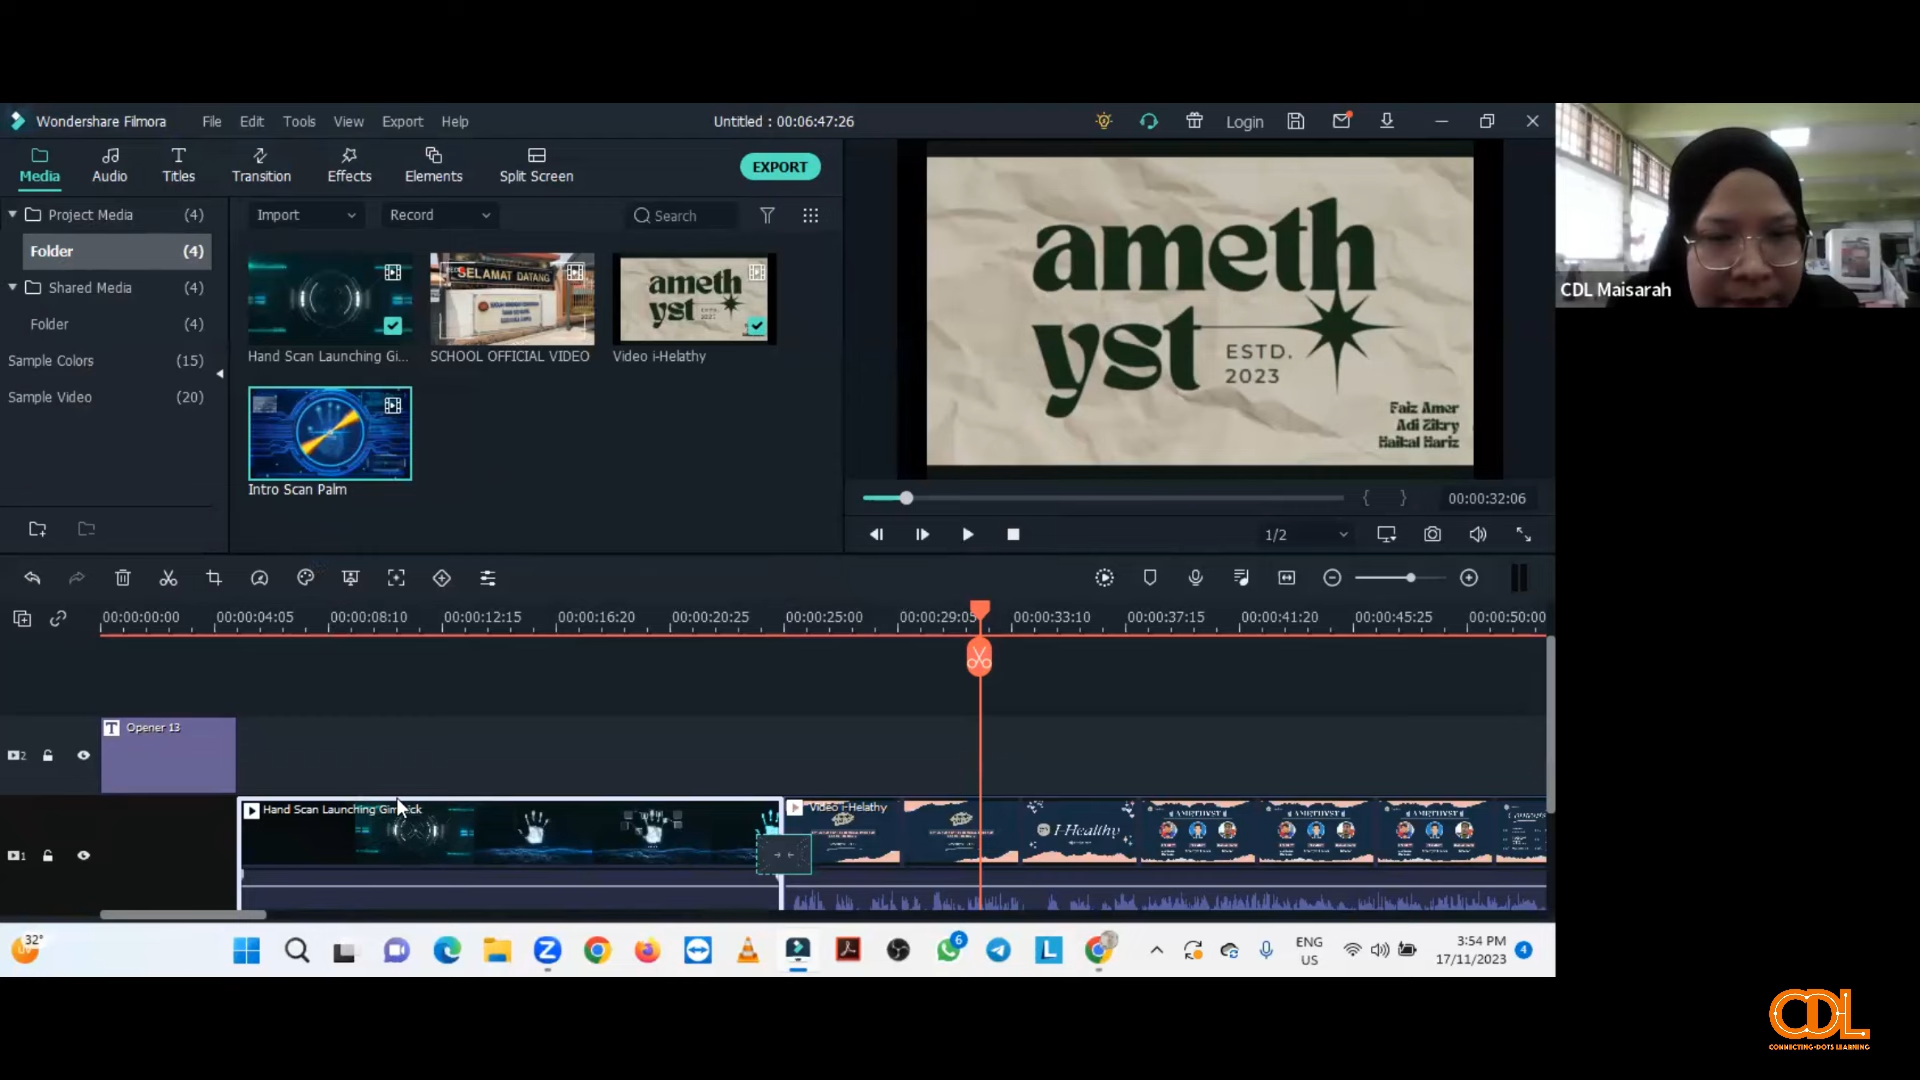 Wondershare Filmora
File
Edit
Tools
View
Export
Help
Untitled : 00:06:47:26
Login
Media
Audio
Titles
Transition
Effects
Elements
Split Screen
EXPORT
Project Media (4)
Folder (4)
Shared Media (4)
Folder (4)
Sample Colors (15)
Sample Video (20)
Import
Record
Search
Hand Scan Launching Gi...
SELAMAT DATANG
SCHOOL OFFICIAL VIDEO
ameth
yst
Video i-Helathy
Intro Scan Palm
ameth
yst
ESTD.
2023
Faiz Amer
Adi Zikry
Haikal Hariz
00:00:32:06
1/2
CDL Maisarah
00:00:00:00
00:00:04:05
00:00:08:10
00:00:12:15
00:00:16:20
00:00:20:25
00:00:25:00
00:00:29:05
00:00:33:10
00:00:37:15
00:00:41:20
00:00:45:25
00:00:50:00
2
T Opener 13
1
Hand Scan Launching Gimmick
Video i-Helathy
I-Healthy
AMETHYST
AMETHYST
AMETHYST
32°
6
ENG
US
3:54 PM
17/11/2023
4
CDL
CONNECTING-DOTS LEARNING